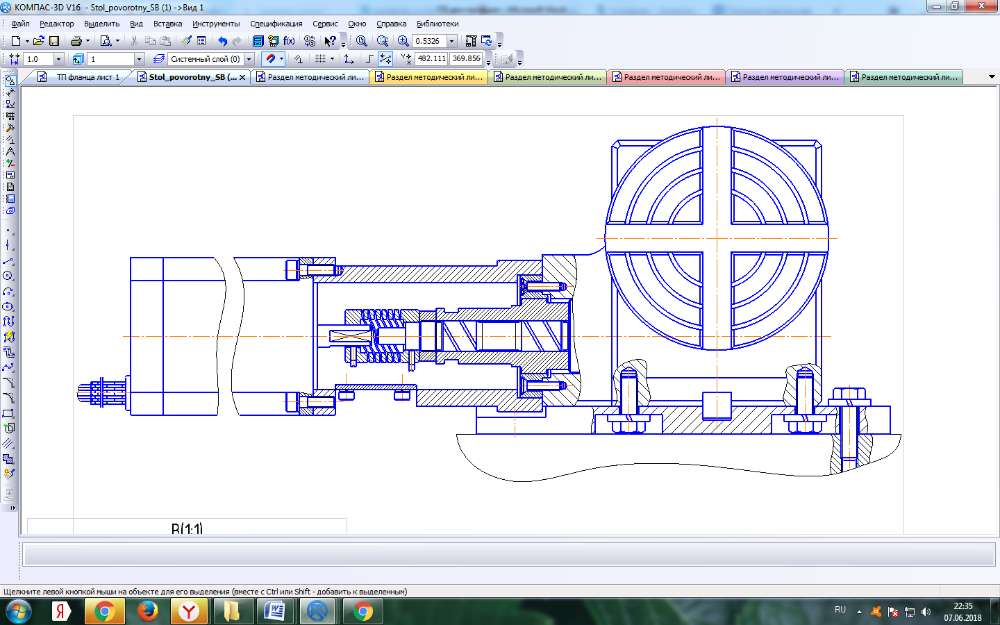 КОМПАС-3D V16 - Stol_povorotny_SB (1) ->Вид 1
Файл Редактор Выделить Вид Вставка Инструменты Спецификация Сервис Окно Справка Библиотеки
0.5326
1.0 1 Системный слой (0) 482.111 369.856
ТП фланца лист 1 Stol_povorotny_SB (... Раздел методический ли... Раздел методический ли... Раздел методический ли... Раздел методический ли... Раздел методический ли... Раздел методический ли...
В(1:1)
Щелкните левой кнопкой мыши на объекте для его выделения (вместе с Ctrl или Shift - добавить к выделенным)
RU 22:35
07.06.2018